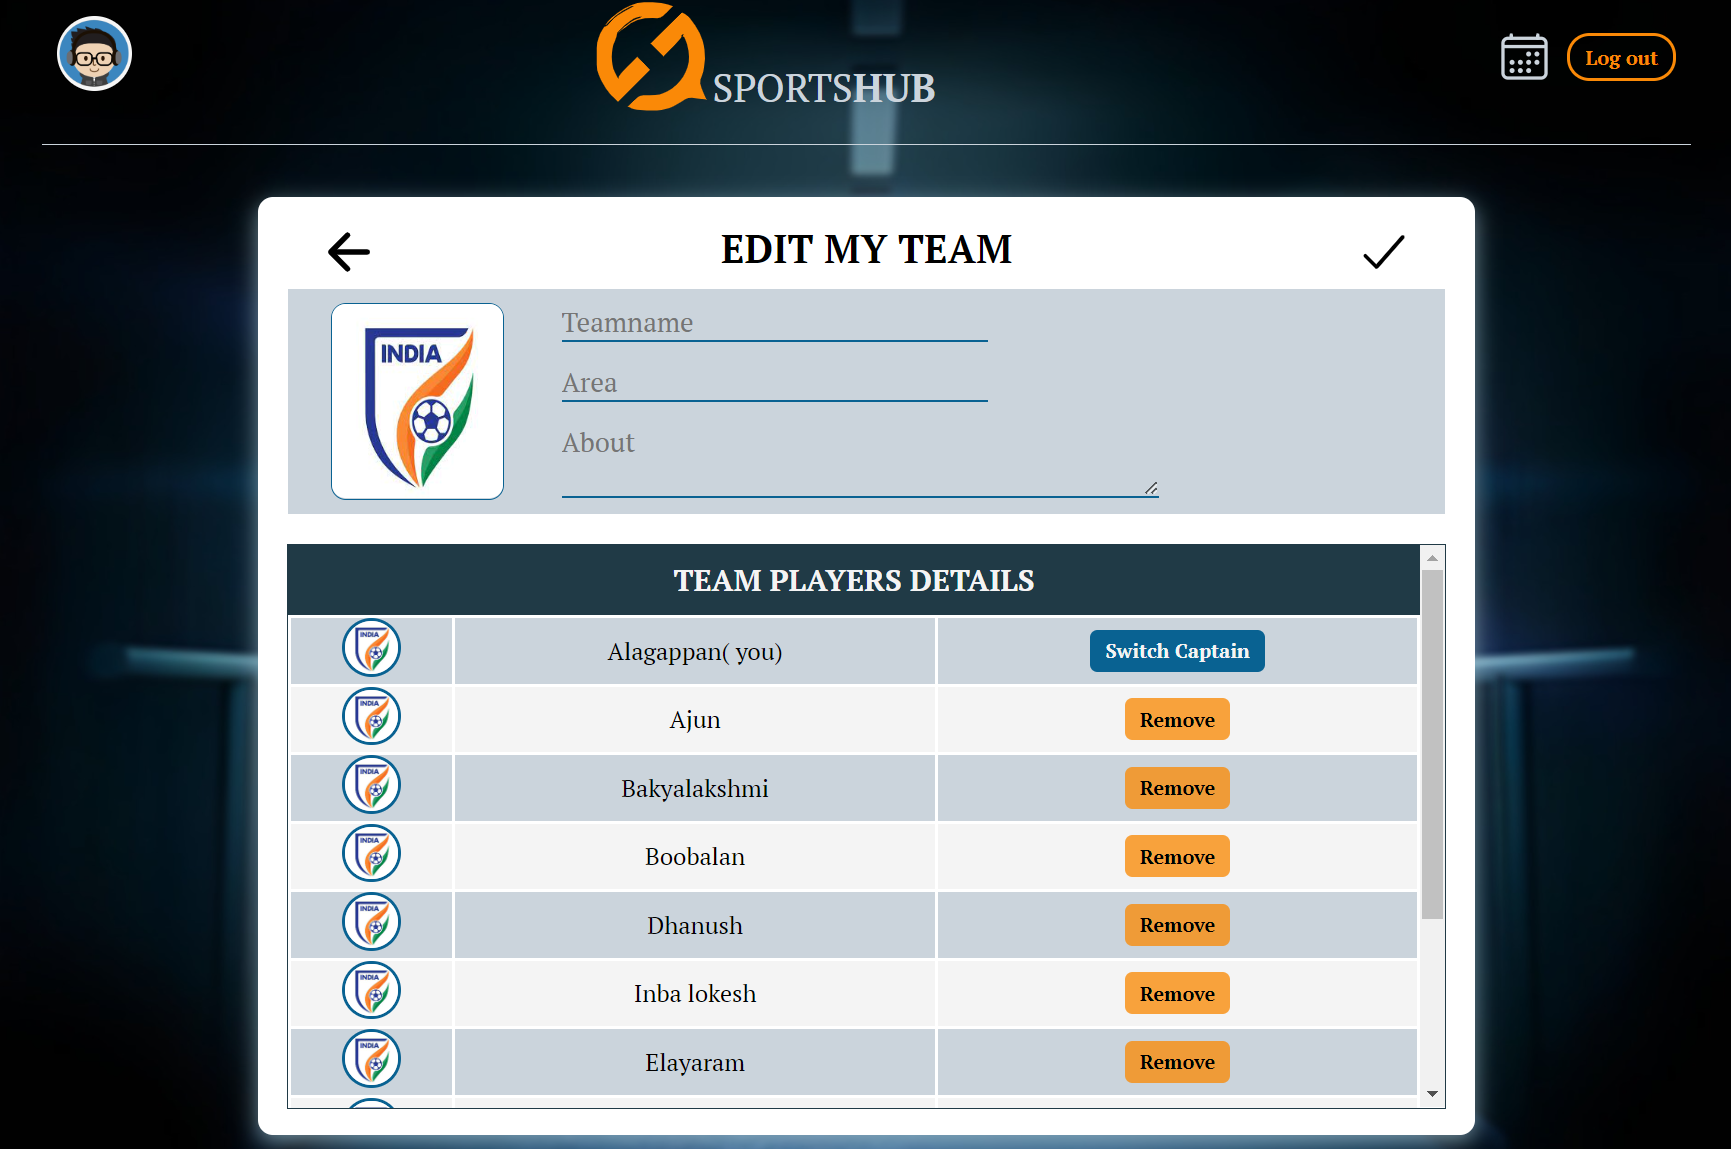 SPORTSHUB
Log out
EDIT MY TEAM
INDIA
Teamname
Area
About
TEAM PLAYERS DETAILS
INDIA
Alagappan( you)
Switch Captain
INDIA
Ajun
Remove
INDIA
Bakyalakshmi
Remove
INDIA
Boobalan
Remove
INDIA
Dhanush
Remove
INDIA
Inba lokesh
Remove
INDIA
Elayaram
Remove